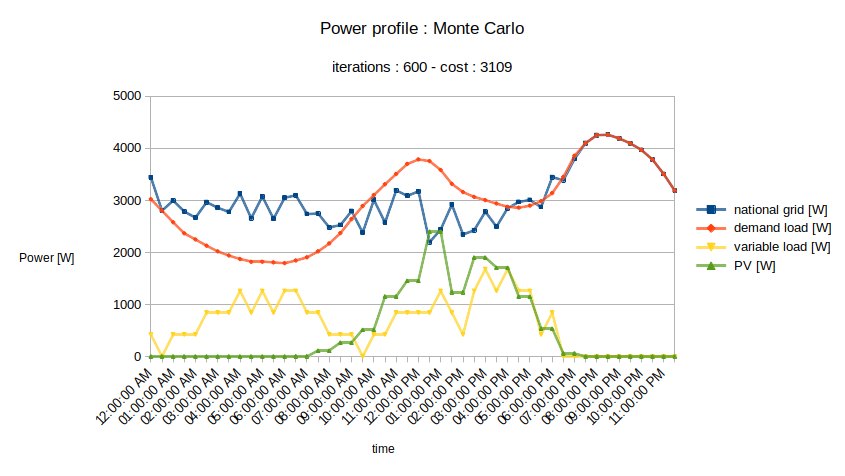 Power profile : Monte Carlo
iterations : 600 - cost : 3109
5000
4000
3000
2000
1000
0
Power [W]
national grid [W]
demand load [W]
variable load [W]
PV [W]
12:00:00 AM
01:00:00 AM
02:00:00 AM
03:00:00 AM
04:00:00 AM
05:00:00 AM
06:00:00 AM
07:00:00 AM
08:00:00 AM
09:00:00 AM
10:00:00 AM
11:00:00 AM
12:00:00 PM
01:00:00 PM
02:00:00 PM
03:00:00 PM
04:00:00 PM
05:00:00 PM
06:00:00 PM
07:00:00 PM
08:00:00 PM
09:00:00 PM
10:00:00 PM
11:00:00 PM
time